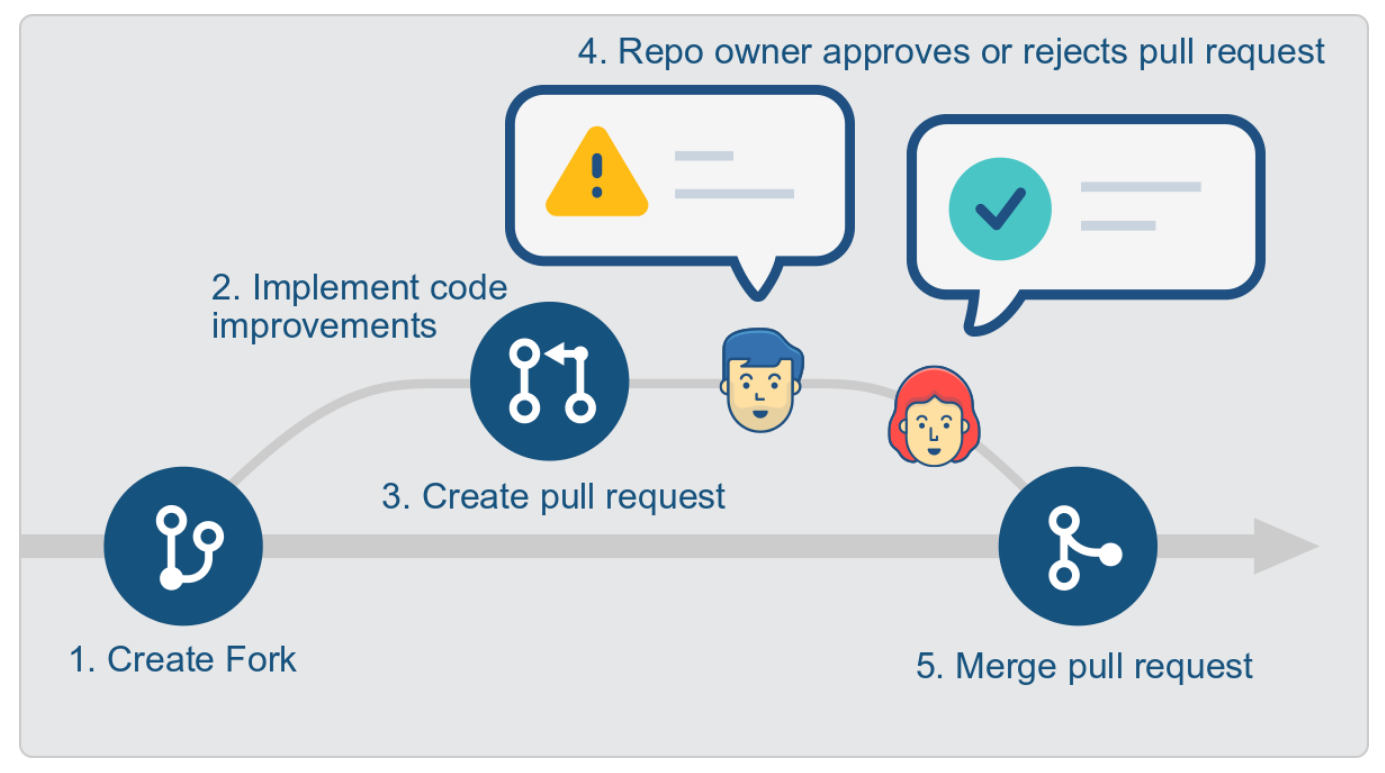 4. Repo owner approves or rejects pull request
2. Implement code
improvements
3. Create pull request
1. Create Fork
5. Merge pull request